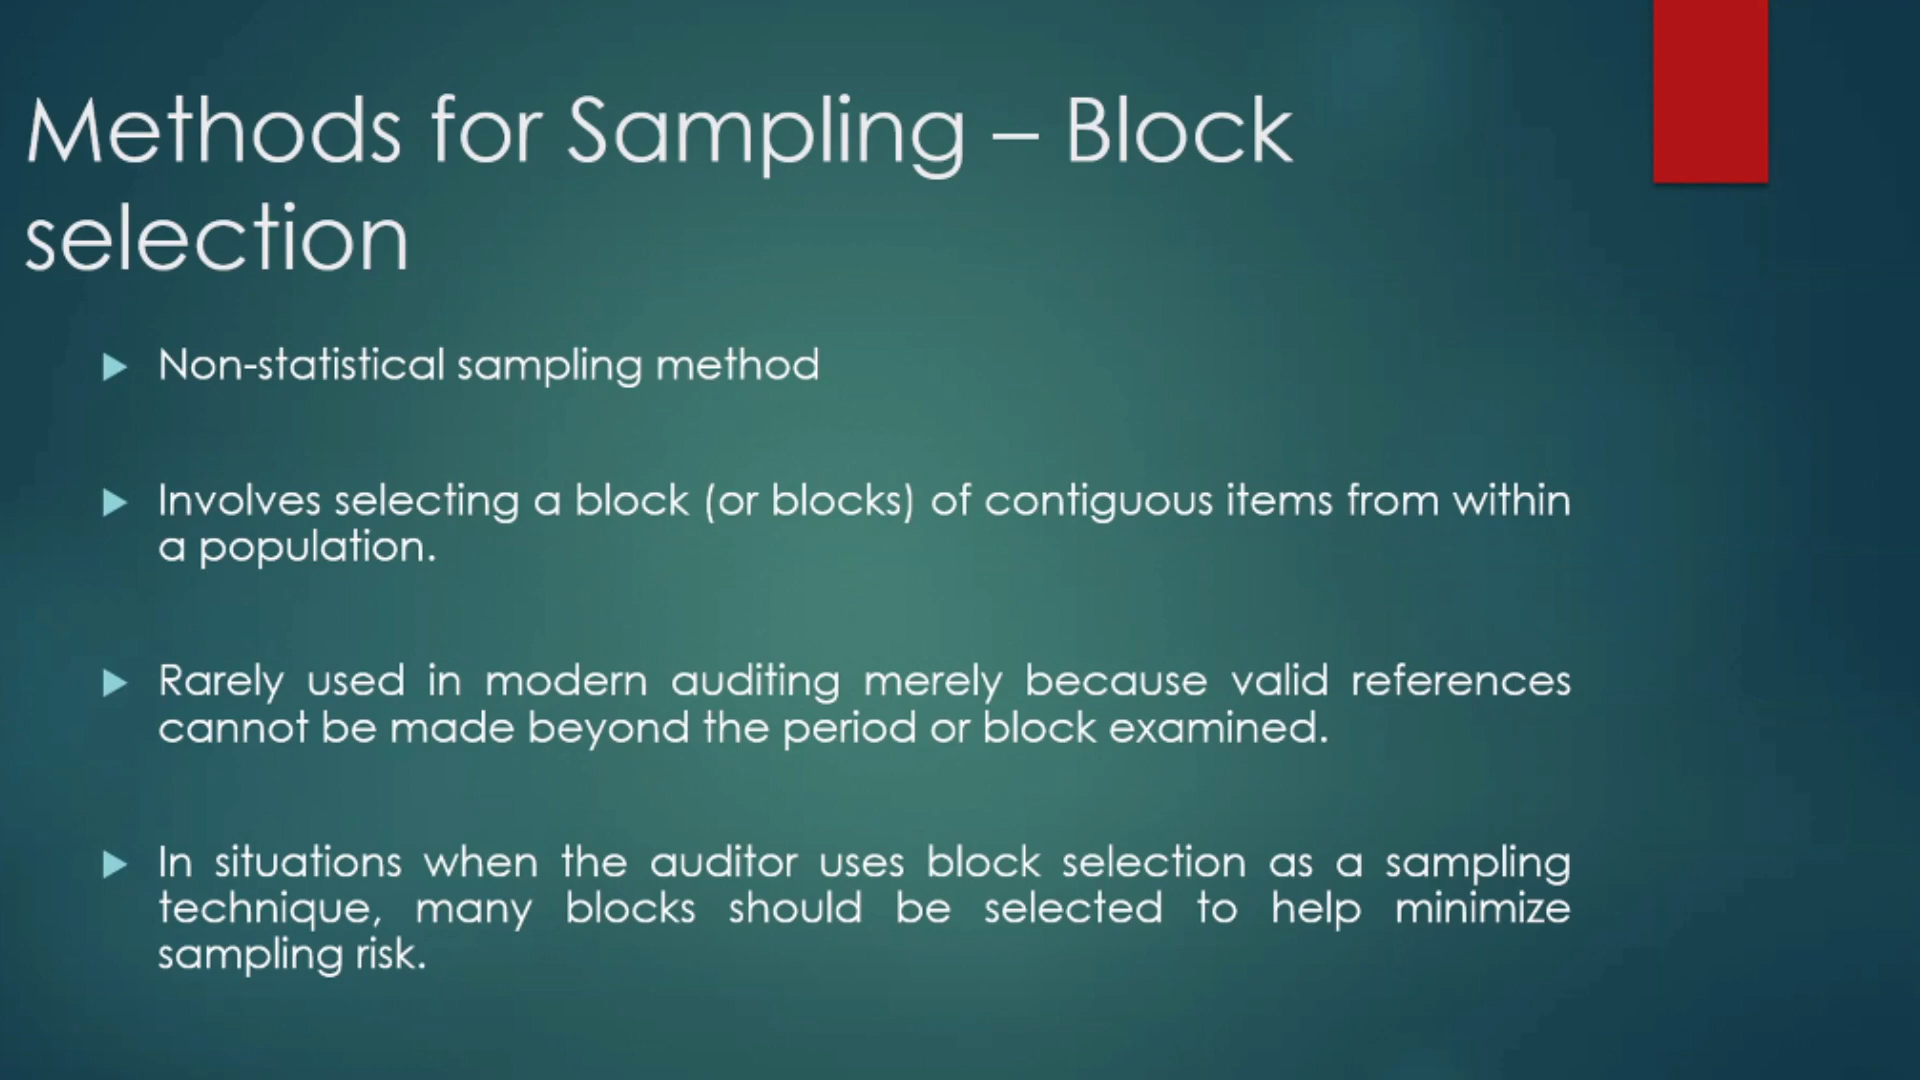 Methods for Sampling – Block
selection
Non-statistical sampling method
Involves selecting a block (or blocks) of contiguous items from within
a population.
Rarely used in modern auditing merely because valid references
cannot be made beyond the period or block examined.
In situations when the auditor uses block selection as a sampling
technique, many blocks should be selected to help minimize
sampling risk.